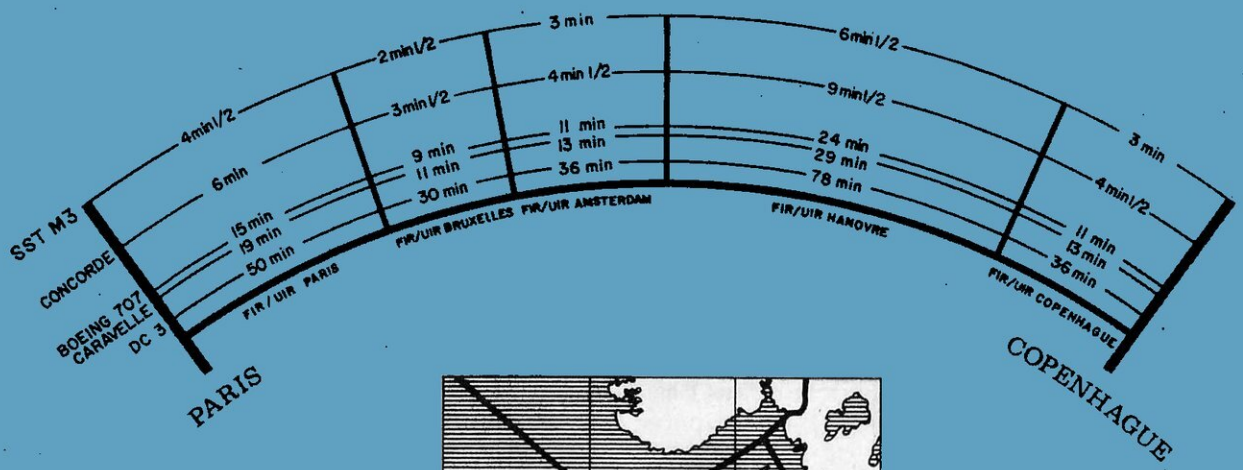 SST M3
4min1/2
2min1/2
3 min
6min1/2
3 min
CONCORDE
6min
3min1/2
4min 1/2
9min1/2
4min1/2
BOEING 707
15min
9 min
11 min
24 min
11 min
CARAVELLE
19min
11 min
13 min
29 min
13 min
DC 3
50 min
30 min
36 min
78 min
36 min
FIR / UIR PARIS
FIR/UIR BRUXELLES
FIR/UIR AMSTERDAM
FIR/UIR HANOVRE
FIR/UIR COPENHAGUE
PARIS
COPENHAGUE